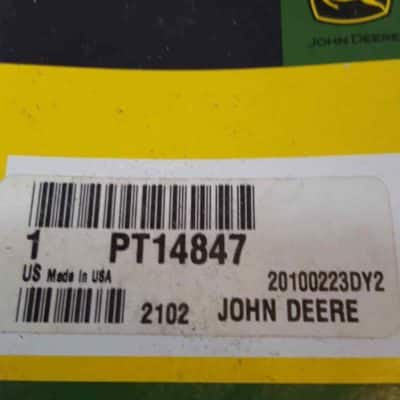 JOHN DEERE
1 PT14847
US Made In USA
20100223DY2
2102 JOHN DEERE